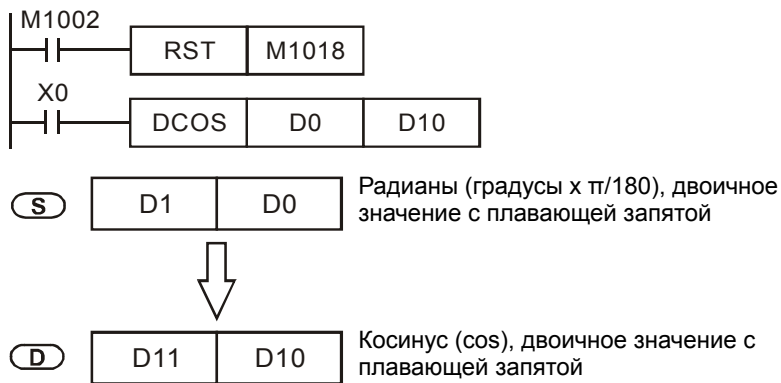 M1002
RST M1018
X0
DCOS D0 D10
S D1 D0 Радианы (градусы x π/180), двоичное
значение с плавающей запятой
D D11 D10 Косинус (cos), двоичное значение с
плавающей запятой